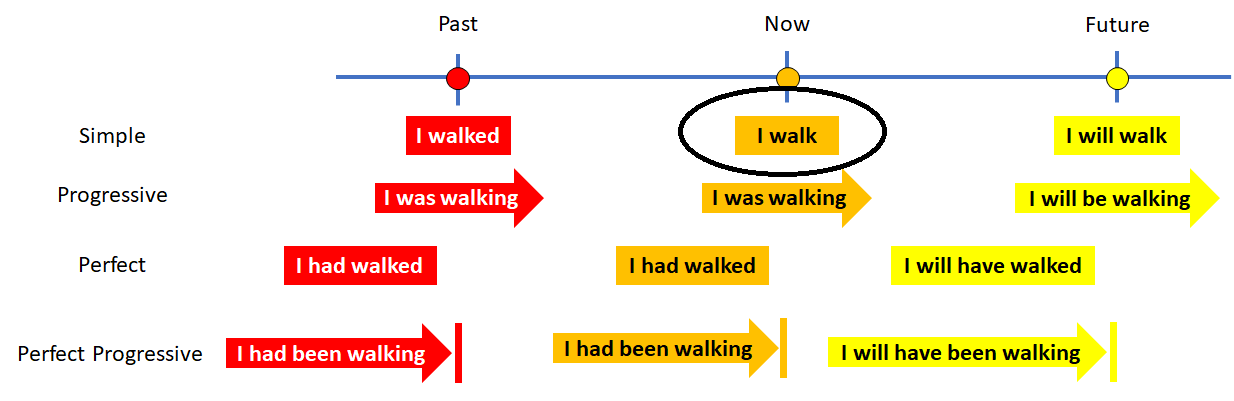 Past Now Future
Simple I walked I walk I will walk
Progressive I was walking I was walking I will be walking
Perfect I had walked I had walked I will have walked
Perfect Progressive I had been walking I had been walking I will have been walking